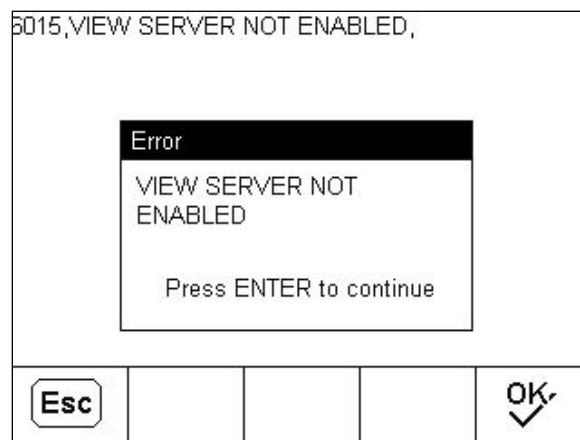 6015,VIEW SERVER NOT ENABLED,
Error
VIEW SERVER NOT
ENABLED
Press ENTER to continue
Esc
OK